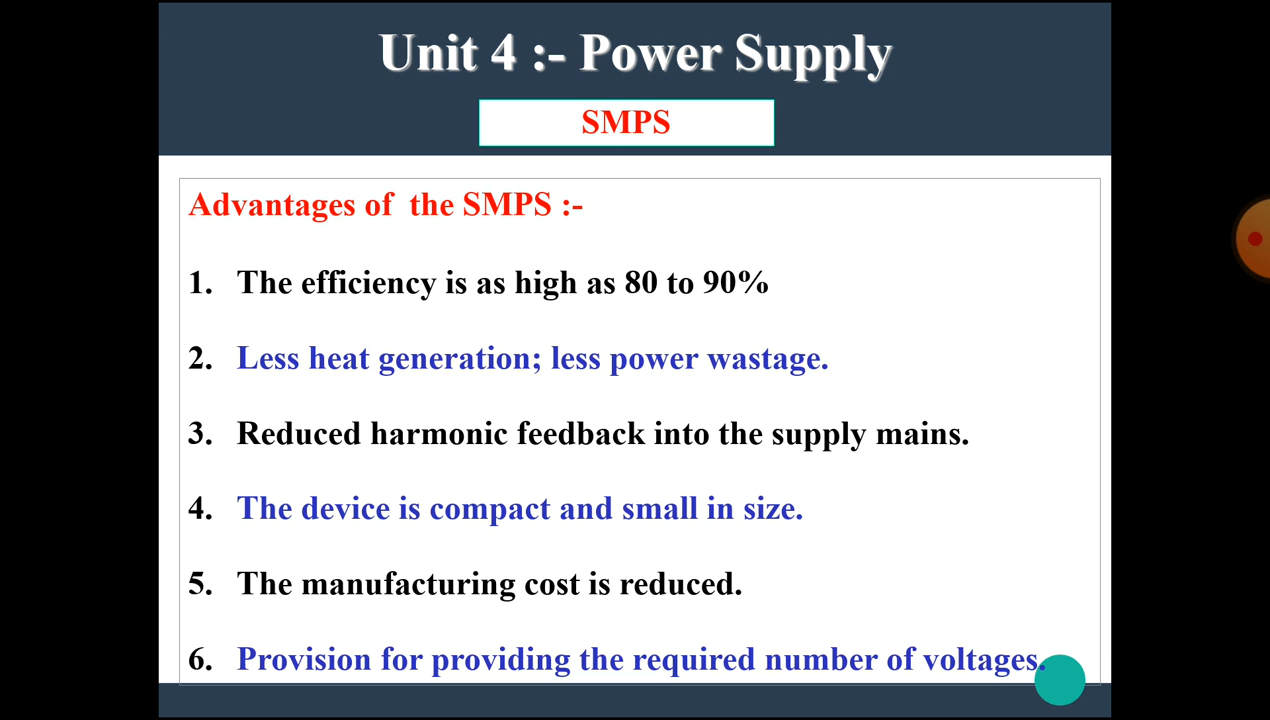 Unit 4 :- Power Supply
SMPS
Advantages of the SMPS :-
1. The efficiency is as high as 80 to 90%
2. Less heat generation; less power wastage.
3. Reduced harmonic feedback into the supply mains.
4. The device is compact and small in size.
5. The manufacturing cost is reduced.
6. Provision for providing the required number of voltages.